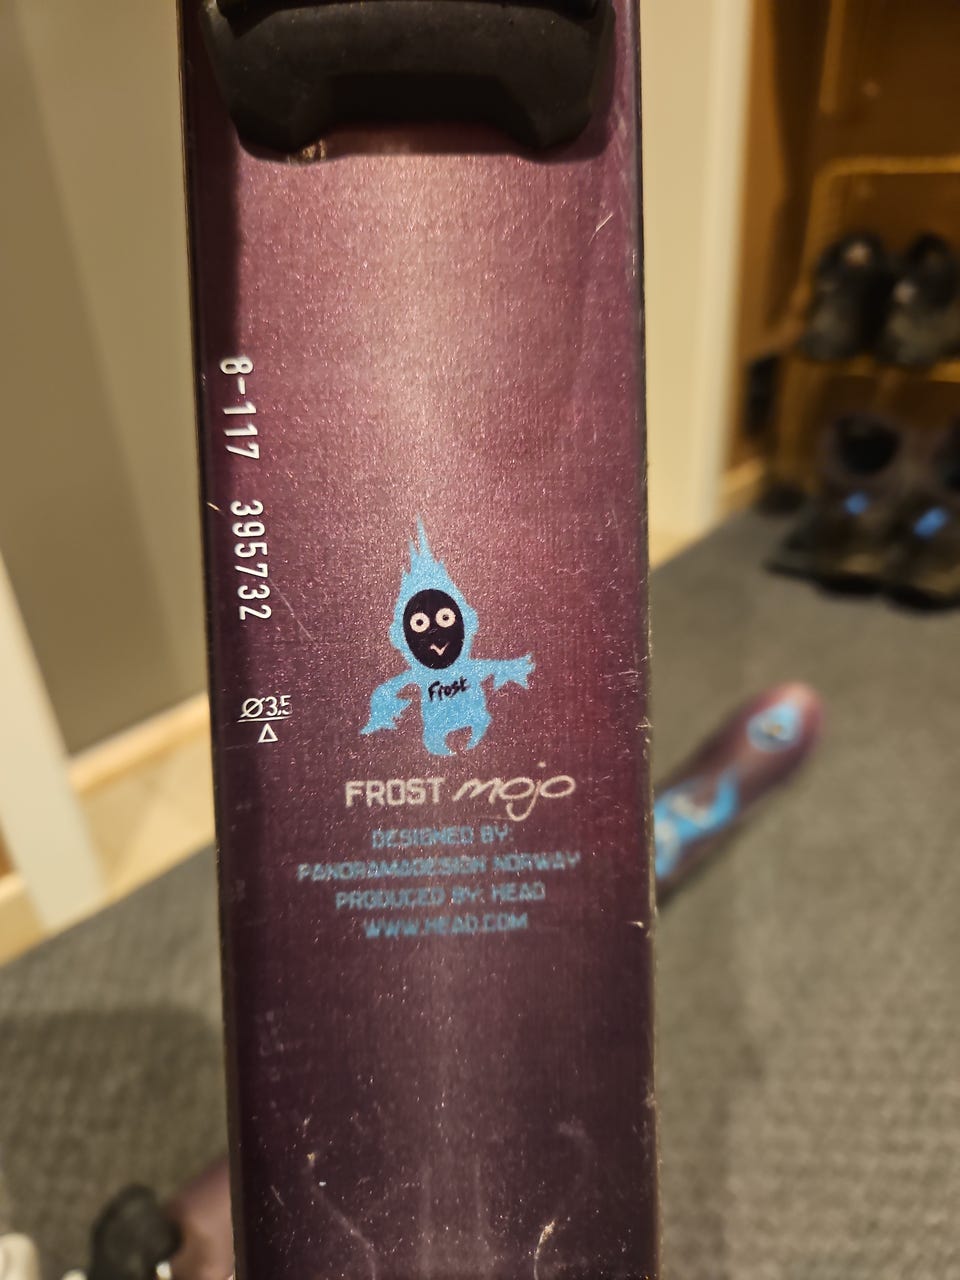 8-117 395732
Ø3,5
Frost
FROST mojo
DESIGNED BY:
PANORAMADESIGN NORWAY
PRODUCED BY: HEAD
WWW.HEAD.COM